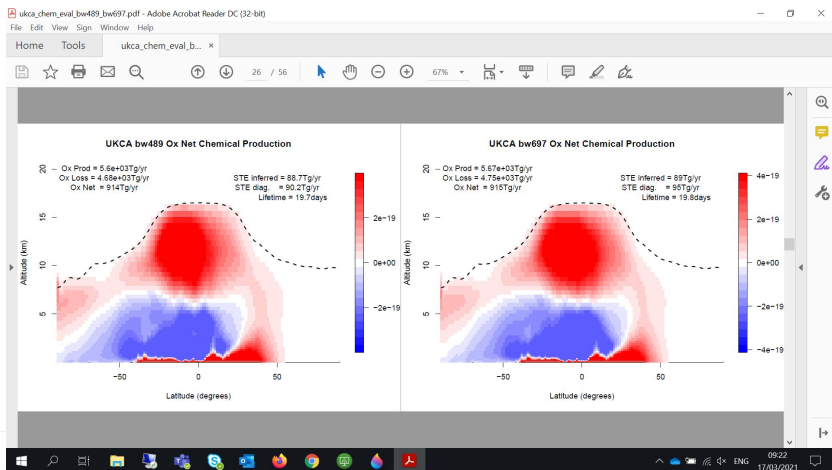 ukca_chem_eval_bw489_bw697.pdf - Adobe Acrobat Reader DC (32-bit)
File Edit View Sign Window Help
Home Tools ukca_chem_eval_b... ×
26 / 56 67%
UKCA bw489 Ox Net Chemical Production
Ox Prod = 5.6e+03Tg/yr
Ox Loss = 4.68e+03Tg/yr
Ox Net = 914Tg/yr
STE inferred = 88.7Tg/yr
STE diag. = 90.2Tg/yr
Lifetime = 19.7days
20
15
10
5
Altitude (km)
−50 0 50
Latitude (degrees)
2e−19
0e+00
−2e−19
UKCA bw697 Ox Net Chemical Production
Ox Prod = 5.67e+03Tg/yr
Ox Loss = 4.75e+03Tg/yr
Ox Net = 915Tg/yr
STE inferred = 89Tg/yr
STE diag. = 95Tg/yr
Lifetime = 19.8days
20
15
10
5
Altitude (km)
−50 0 50
Latitude (degrees)
4e−19
2e−19
0e+00
−2e−19
−4e−19
ENG
09:22
17/03/2021